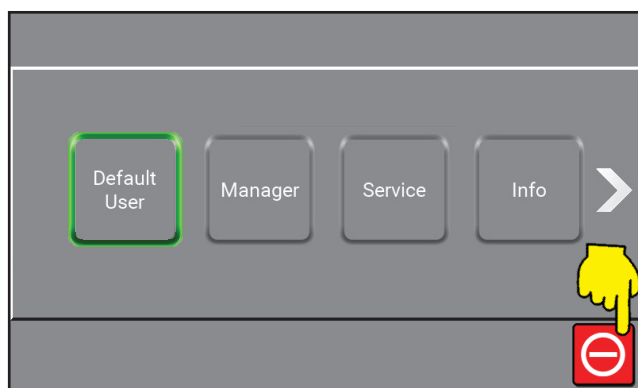 Default
User
Manager
Service
Info